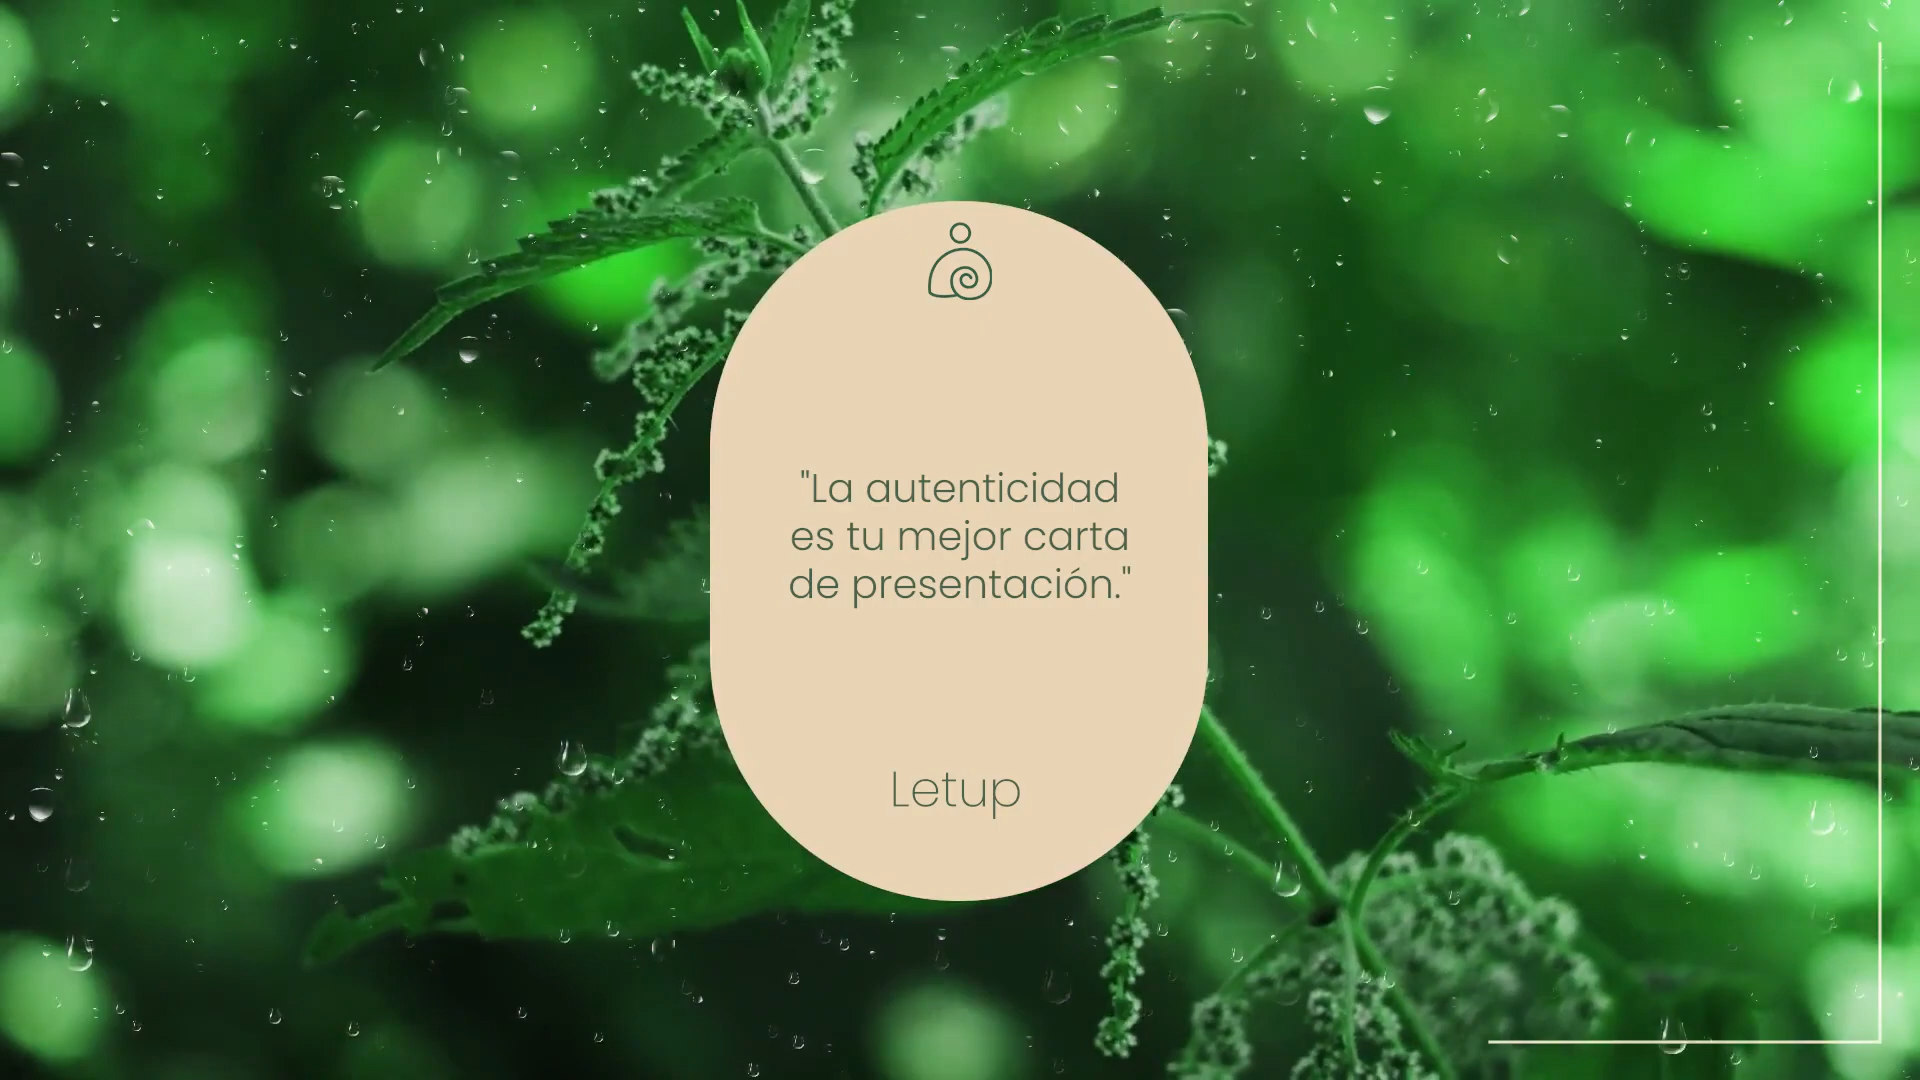 "La autenticidad
es tu mejor carta
de presentación."
Letup